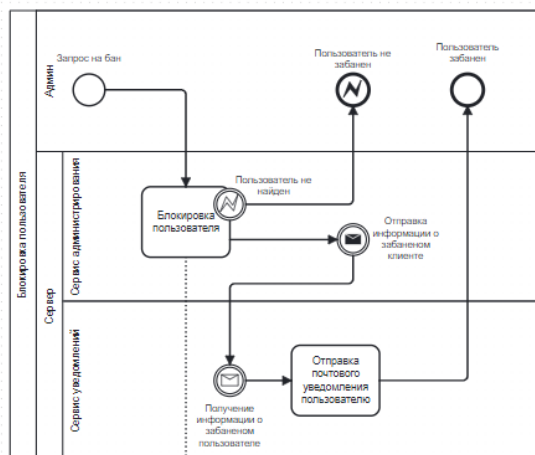 Блокировка пользователя
Админ
Запрос на бан
Пользователь не
забанен
Пользователь
забанен
Сервер
Сервис администрирования
Блокировка
пользователя
Пользователь не
найден
Отправка
информации о
забаненом
клиенте
Сервис уведомлений
Получение
информации о
забаненом
пользователе
Отправка
почтового
уведомления
пользователю